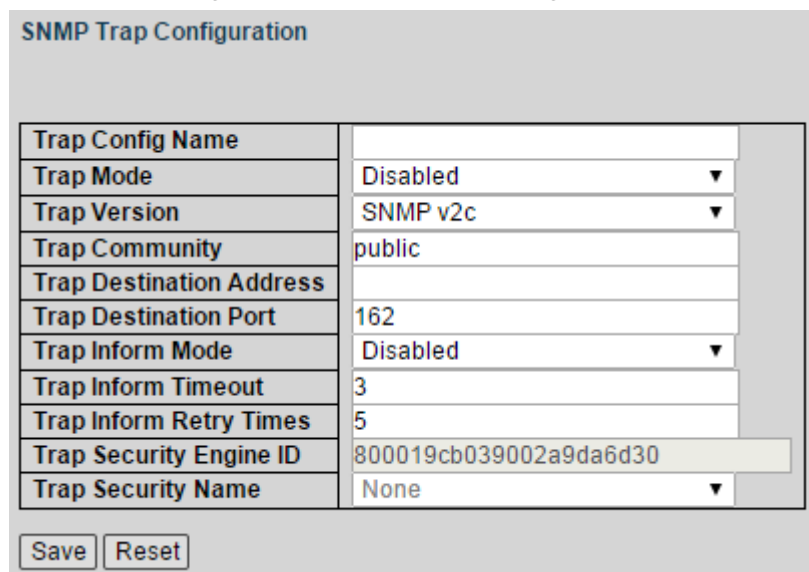 SNMP Trap Configuration
Trap Config Name
Trap Mode Disabled
Trap Version SNMP v2c
Trap Community public
Trap Destination Address
Trap Destination Port 162
Trap Inform Mode Disabled
Trap Inform Timeout 3
Trap Inform Retry Times 5
Trap Security Engine ID 800019cb039002a9da6d30
Trap Security Name None
Save Reset